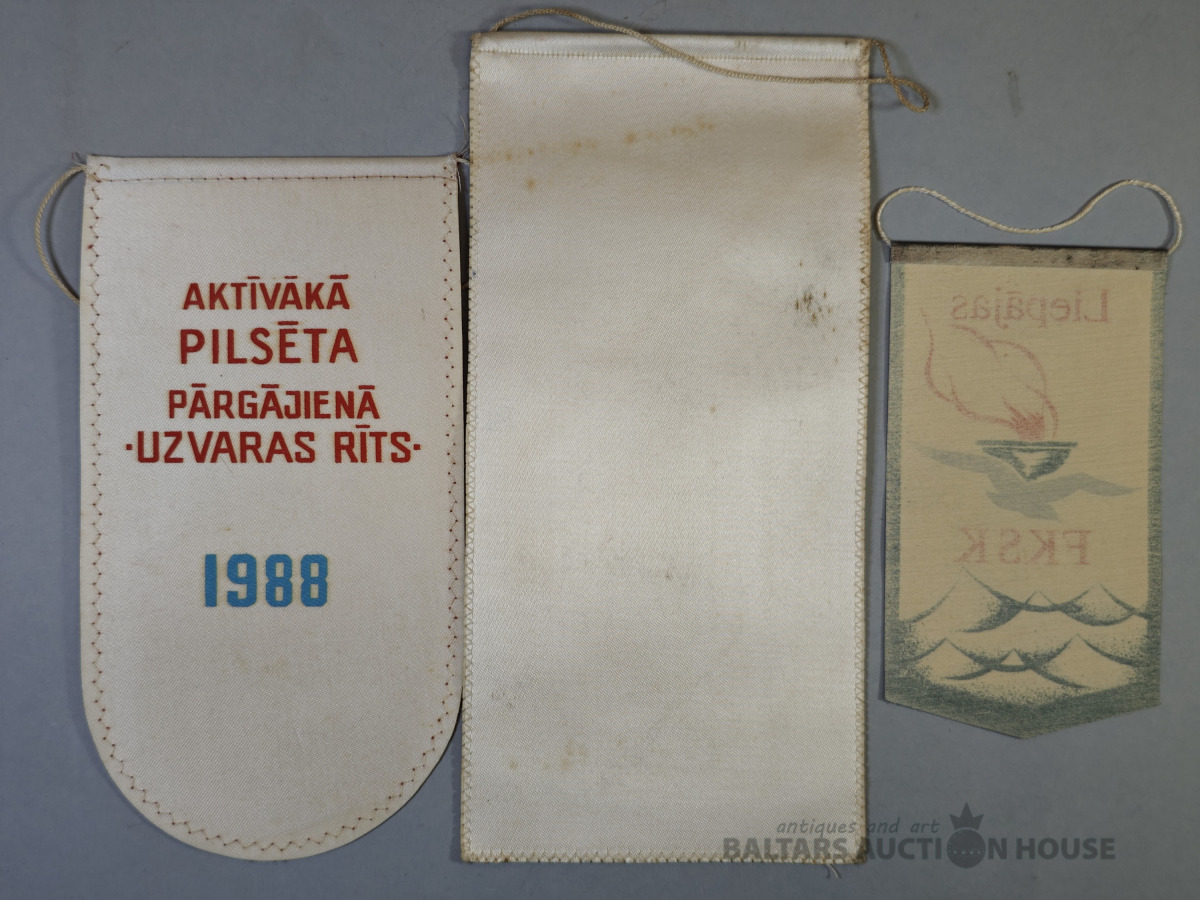 AKTĪVĀKĀ
PILSĒTA
PĀRGĀJIENĀ
·UZVARAS RĪTS·
1988
Liepājas
FKSK
antiques and art
BALTARS AUCTION HOUSE